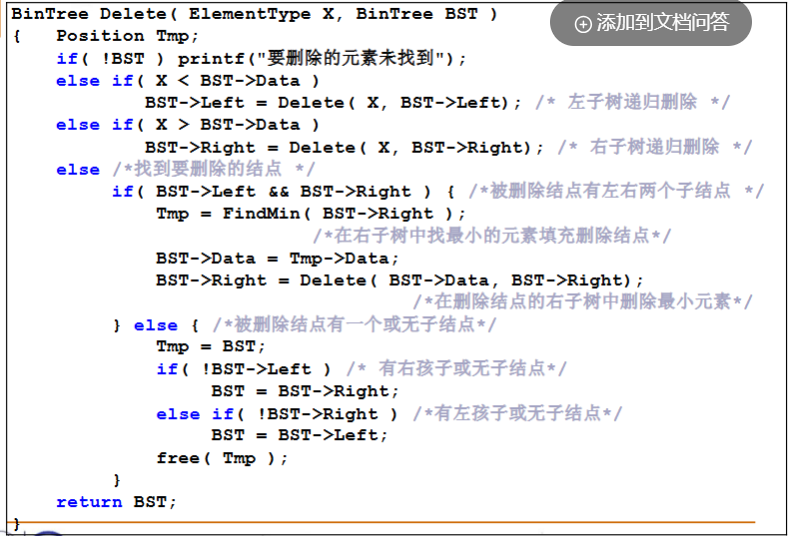 BinTree Delete( ElementType X, BinTree BST )
添加到文档问答
{ Position Tmp;
if( !BST ) printf("要删除的元素未找到");
else if( X < BST->Data )
BST->Left = Delete( X, BST->Left); /* 左子树递归删除 */
else if( X > BST->Data )
BST->Right = Delete( X, BST->Right); /* 右子树递归删除 */
else /*找到要删除的结点 */
if( BST->Left && BST->Right ) { /*被删除结点有左右两个子结点 */
Tmp = FindMin( BST->Right );
/*在右子树中找最小的元素填充删除结点*/
BST->Data = Tmp->Data;
BST->Right = Delete( BST->Data, BST->Right);
/*在删除结点的右子树中删除最小元素*/
} else { /*被删除结点有一个或无子结点*/
Tmp = BST;
if( !BST->Left ) /* 有右孩子或无子结点*/
BST = BST->Right;
else if( !BST->Right ) /*有左孩子或无子结点*/
BST = BST->Left;
free( Tmp );
}
return BST;
}